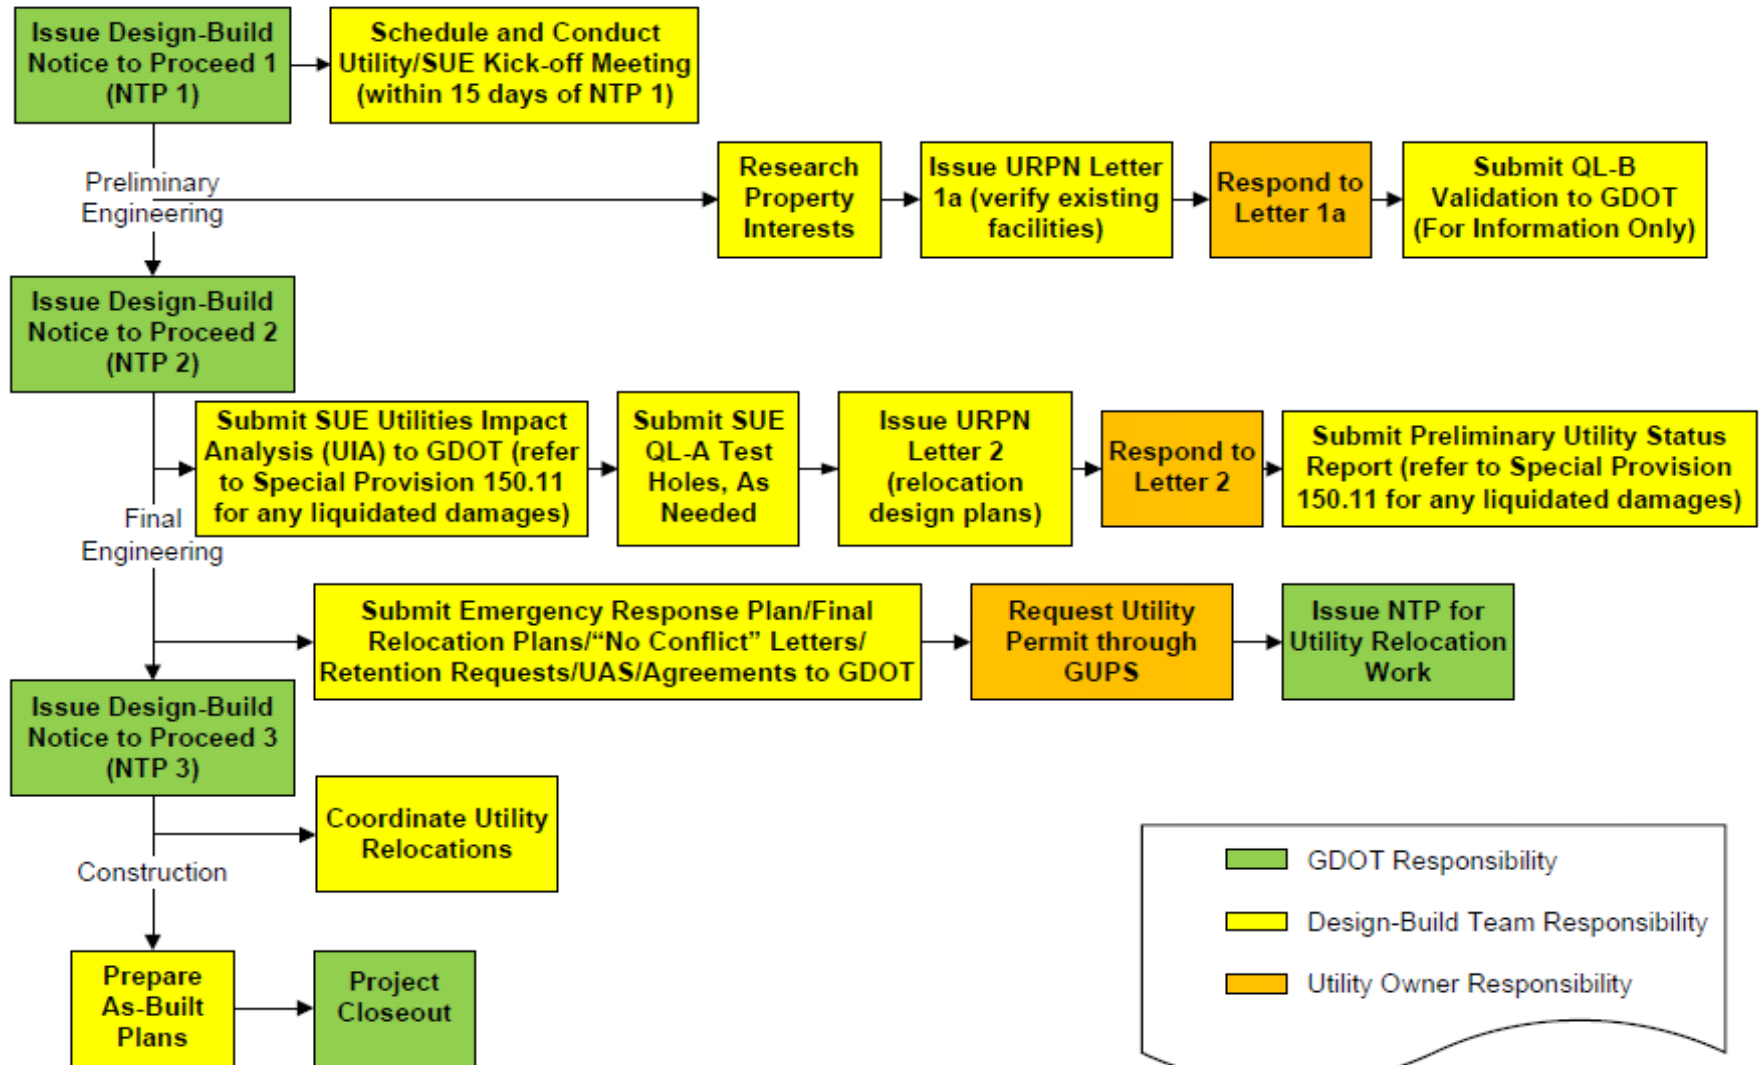 Issue Design-Build
Notice to Proceed 1
(NTP 1)
Schedule and Conduct
Utility/SUE Kick-off Meeting
(within 15 days of NTP 1)
Preliminary
Engineering
Research
Property
Interests
Issue URPN Letter
1a (verify existing
facilities)
Respond to
Letter 1a
Submit QL-B
Validation to GDOT
(For Information Only)
Issue Design-Build
Notice to Proceed 2
(NTP 2)
Submit SUE Utilities Impact
Analysis (UIA) to GDOT (refer
to Special Provision 150.11
for any liquidated damages)
Submit SUE
QL-A Test
Holes, As
Needed
Issue URPN
Letter 2
(relocation
design plans)
Respond to
Letter 2
Submit Preliminary Utility Status
Report (refer to Special Provision
150.11 for any liquidated damages)
Final
Engineering
Submit Emergency Response Plan/Final
Relocation Plans/“No Conflict” Letters/
Retention Requests/UAS/Agreements to GDOT
Request Utility
Permit through
GUPS
Issue NTP for
Utility Relocation
Work
Issue Design-Build
Notice to Proceed 3
(NTP 3)
Coordinate Utility
Relocations
Construction
Prepare
As-Built
Plans
Project
Closeout
GDOT Responsibility
Design-Build Team Responsibility
Utility Owner Responsibility